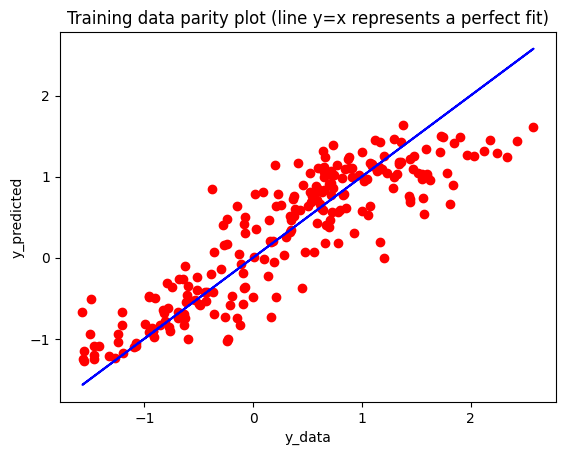 Training data parity plot (line y=x represents a perfect fit)
2
1
0
−1
y_predicted
−1
0
1
2
y_data